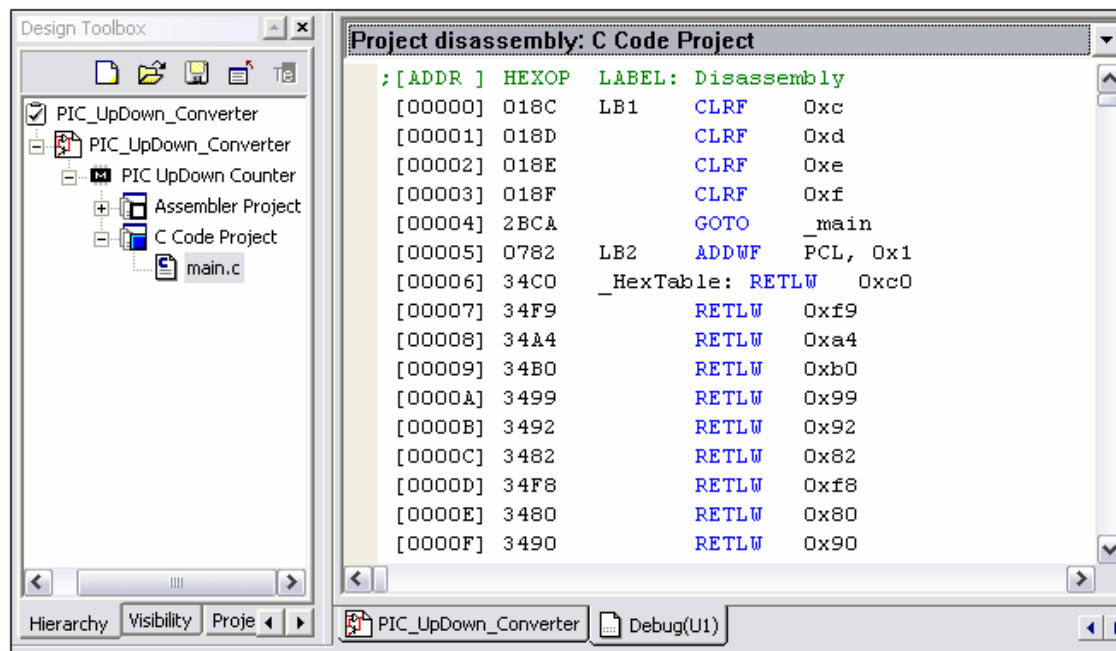 Design Toolbox
PIC_UpDown_Converter
PIC_UpDown_Converter
PIC UpDown Counter
Assembler Project
C Code Project
main.c
Hierarchy Visibility Proje
Project disassembly: C Code Project
;[ADDR ] HEXOP LABEL: Disassembly
[00000] 018C LB1 CLRF 0xc
[00001] 018D CLRF 0xd
[00002] 018E CLRF 0xe
[00003] 018F CLRF 0xf
[00004] 2BCA GOTO _main
[00005] 0782 LB2 ADDWF PCL, 0x1
[00006] 34C0 _HexTable: RETLW 0xc0
[00007] 34F9 RETLW 0xf9
[00008] 34A4 RETLW 0xa4
[00009] 34B0 RETLW 0xb0
[0000A] 3499 RETLW 0x99
[0000B] 3492 RETLW 0x92
[0000C] 3482 RETLW 0x82
[0000D] 34F8 RETLW 0xf8
[0000E] 3480 RETLW 0x80
[0000F] 3490 RETLW 0x90
PIC_UpDown_Converter Debug(U1)